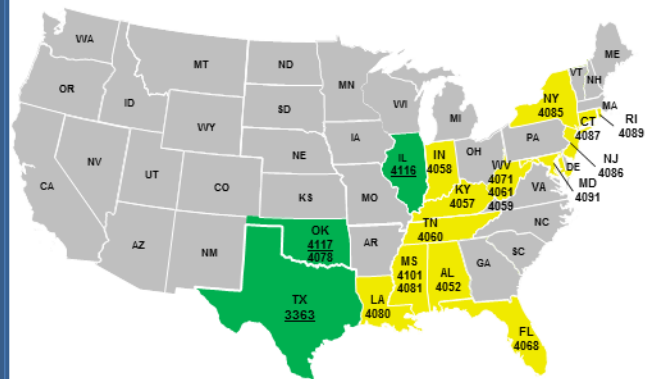 WA
OR
CA
NV
ID
MT
WY
UT
AZ
CO
NM
ND
SD
NE
KS
OK
4117
4078
TX
3363
MN
IA
MO
AR
LA
4080
WI
IL
4116
MI
IN
4058
OH
KY
4057
TN
4060
MS
4101
4081
AL
4052
GA
FL
4068
SC
NC
VA
WV
4071
4061
4059
PA
NY
4085
VT
NH
ME
MA
RI
4089
CT
4087
NJ
4086
DE
MD
4091